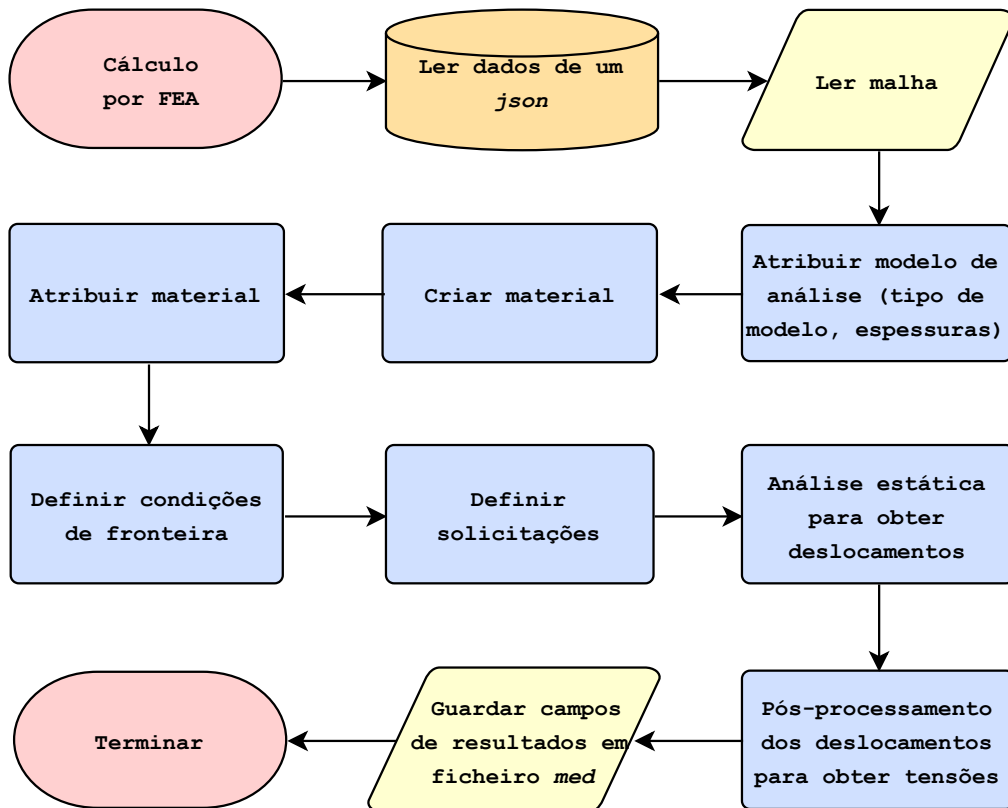 Cálculo
por FEA
Ler dados de um
json
Ler malha
Atribuir modelo de
análise (tipo de
modelo, espessuras)
Criar material
Atribuir material
Definir condições
de fronteira
Definir
solicitações
Análise estática
para obter
deslocamentos
Pós-processamento
dos deslocamentos
para obter tensões
Guardar campos
de resultados em
ficheiro med
Terminar